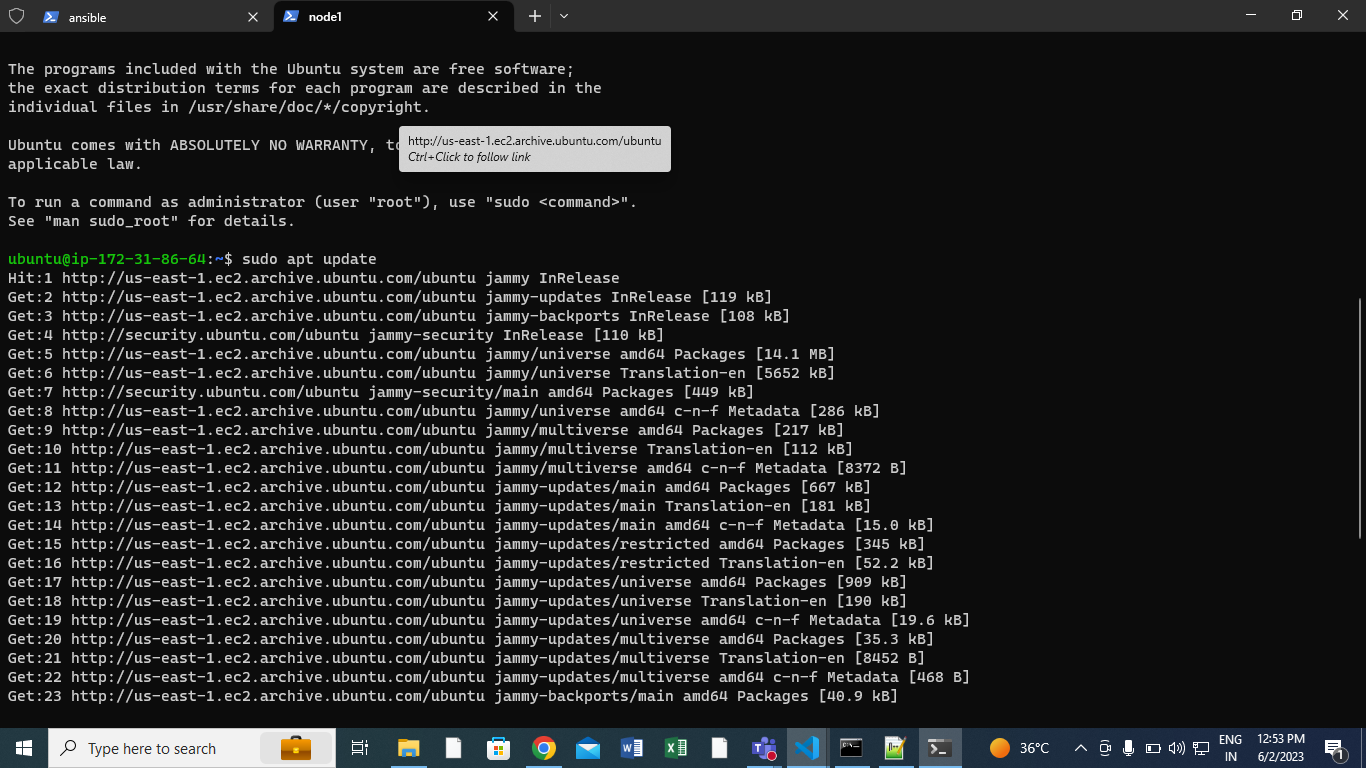 ansible
node1
The programs included with the Ubuntu system are free software;
the exact distribution terms for each program are described in the
individual files in /usr/share/doc/*/copyright.
Ubuntu comes with ABSOLUTELY NO WARRANTY,
applicable law.
http://us-east-1.ec2.archive.ubuntu.com/ubuntu
Ctrl+Click to follow link
To run a command as administrator (user "root"), use "sudo <command>".
See "man sudo_root" for details.
ubuntu@ip-172-31-86-64:~$ sudo apt update
Hit:1 http://us-east-1.ec2.archive.ubuntu.com/ubuntu jammy InRelease
Get:2 http://us-east-1.ec2.archive.ubuntu.com/ubuntu jammy-updates InRelease [119 kB]
Get:3 http://us-east-1.ec2.archive.ubuntu.com/ubuntu jammy-backports InRelease [108 kB]
Get:4 http://security.ubuntu.com/ubuntu jammy-security InRelease [110 kB]
Get:5 http://us-east-1.ec2.archive.ubuntu.com/ubuntu jammy/universe amd64 Packages [14.1 MB]
Get:6 http://us-east-1.ec2.archive.ubuntu.com/ubuntu jammy/universe Translation-en [5652 kB]
Get:7 http://security.ubuntu.com/ubuntu jammy-security/main amd64 Packages [449 kB]
Get:8 http://us-east-1.ec2.archive.ubuntu.com/ubuntu jammy/universe amd64 c-n-f Metadata [286 kB]
Get:9 http://us-east-1.ec2.archive.ubuntu.com/ubuntu jammy/multiverse amd64 Packages [217 kB]
Get:10 http://us-east-1.ec2.archive.ubuntu.com/ubuntu jammy/multiverse Translation-en [112 kB]
Get:11 http://us-east-1.ec2.archive.ubuntu.com/ubuntu jammy/multiverse amd64 c-n-f Metadata [8372 B]
Get:12 http://us-east-1.ec2.archive.ubuntu.com/ubuntu jammy-updates/main amd64 Packages [667 kB]
Get:13 http://us-east-1.ec2.archive.ubuntu.com/ubuntu jammy-updates/main Translation-en [181 kB]
Get:14 http://us-east-1.ec2.archive.ubuntu.com/ubuntu jammy-updates/main amd64 c-n-f Metadata [15.0 kB]
Get:15 http://us-east-1.ec2.archive.ubuntu.com/ubuntu jammy-updates/restricted amd64 Packages [345 kB]
Get:16 http://us-east-1.ec2.archive.ubuntu.com/ubuntu jammy-updates/restricted Translation-en [52.2 kB]
Get:17 http://us-east-1.ec2.archive.ubuntu.com/ubuntu jammy-updates/universe amd64 Packages [909 kB]
Get:18 http://us-east-1.ec2.archive.ubuntu.com/ubuntu jammy-updates/universe Translation-en [190 kB]
Get:19 http://us-east-1.ec2.archive.ubuntu.com/ubuntu jammy-updates/universe amd64 c-n-f Metadata [19.6 kB]
Get:20 http://us-east-1.ec2.archive.ubuntu.com/ubuntu jammy-updates/multiverse amd64 Packages [35.3 kB]
Get:21 http://us-east-1.ec2.archive.ubuntu.com/ubuntu jammy-updates/multiverse Translation-en [8452 B]
Get:22 http://us-east-1.ec2.archive.ubuntu.com/ubuntu jammy-updates/multiverse amd64 c-n-f Metadata [468 B]
Get:23 http://us-east-1.ec2.archive.ubuntu.com/ubuntu jammy-backports/main amd64 Packages [40.9 kB]
Type here to search
36°C
ENG
IN
12:53 PM
6/2/2023
1